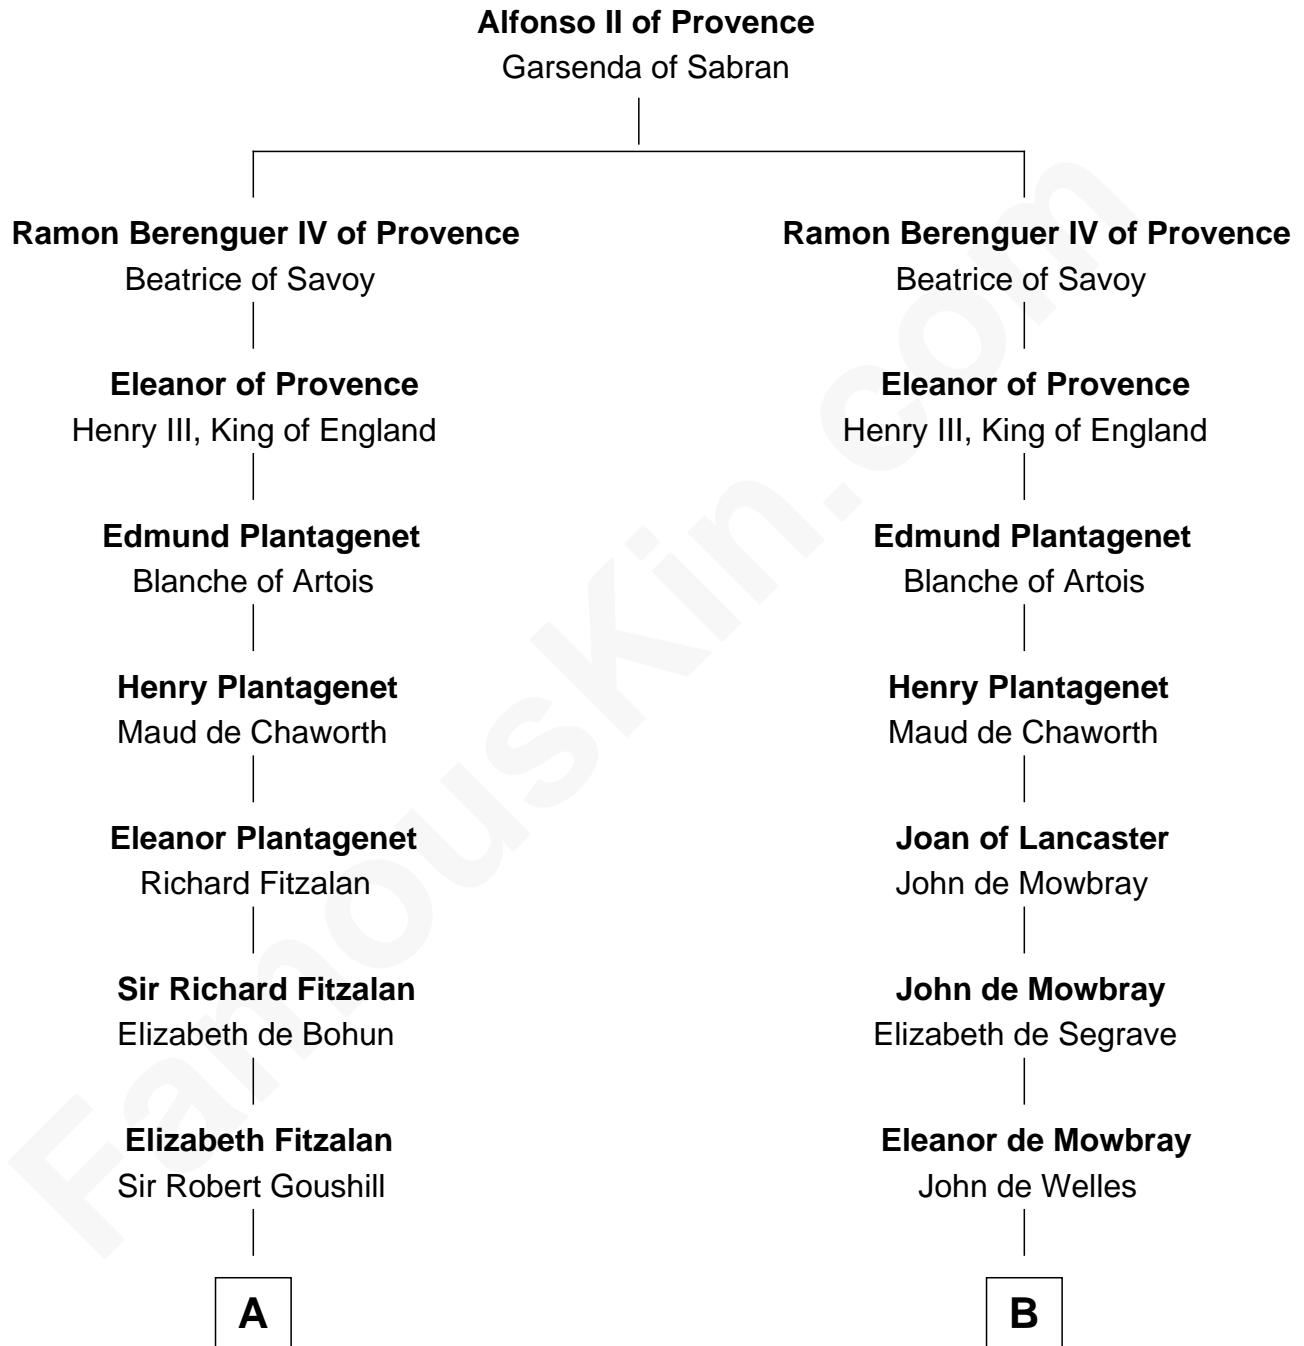 Alfonso II of Provence
Garsenda of Sabran
Ramon Berenguer IV of Provence
Beatrice of Savoy
Eleanor of Provence
Henry III, King of England
Edmund Plantagenet
Blanche of Artois
Henry Plantagenet
Maud de Chaworth
Eleanor Plantagenet
Richard Fitzalan
Sir Richard Fitzalan
Elizabeth de Bohun
Elizabeth Fitzalan
Sir Robert Goushill
A
Ramon Berenguer IV of Provence
Beatrice of Savoy
Eleanor of Provence
Henry III, King of England
Edmund Plantagenet
Blanche of Artois
Henry Plantagenet
Maud de Chaworth
Joan of Lancaster
John de Mowbray
John de Mowbray
Elizabeth de Segrave
Eleanor de Mowbray
John de Welles
B
FamousKin.com